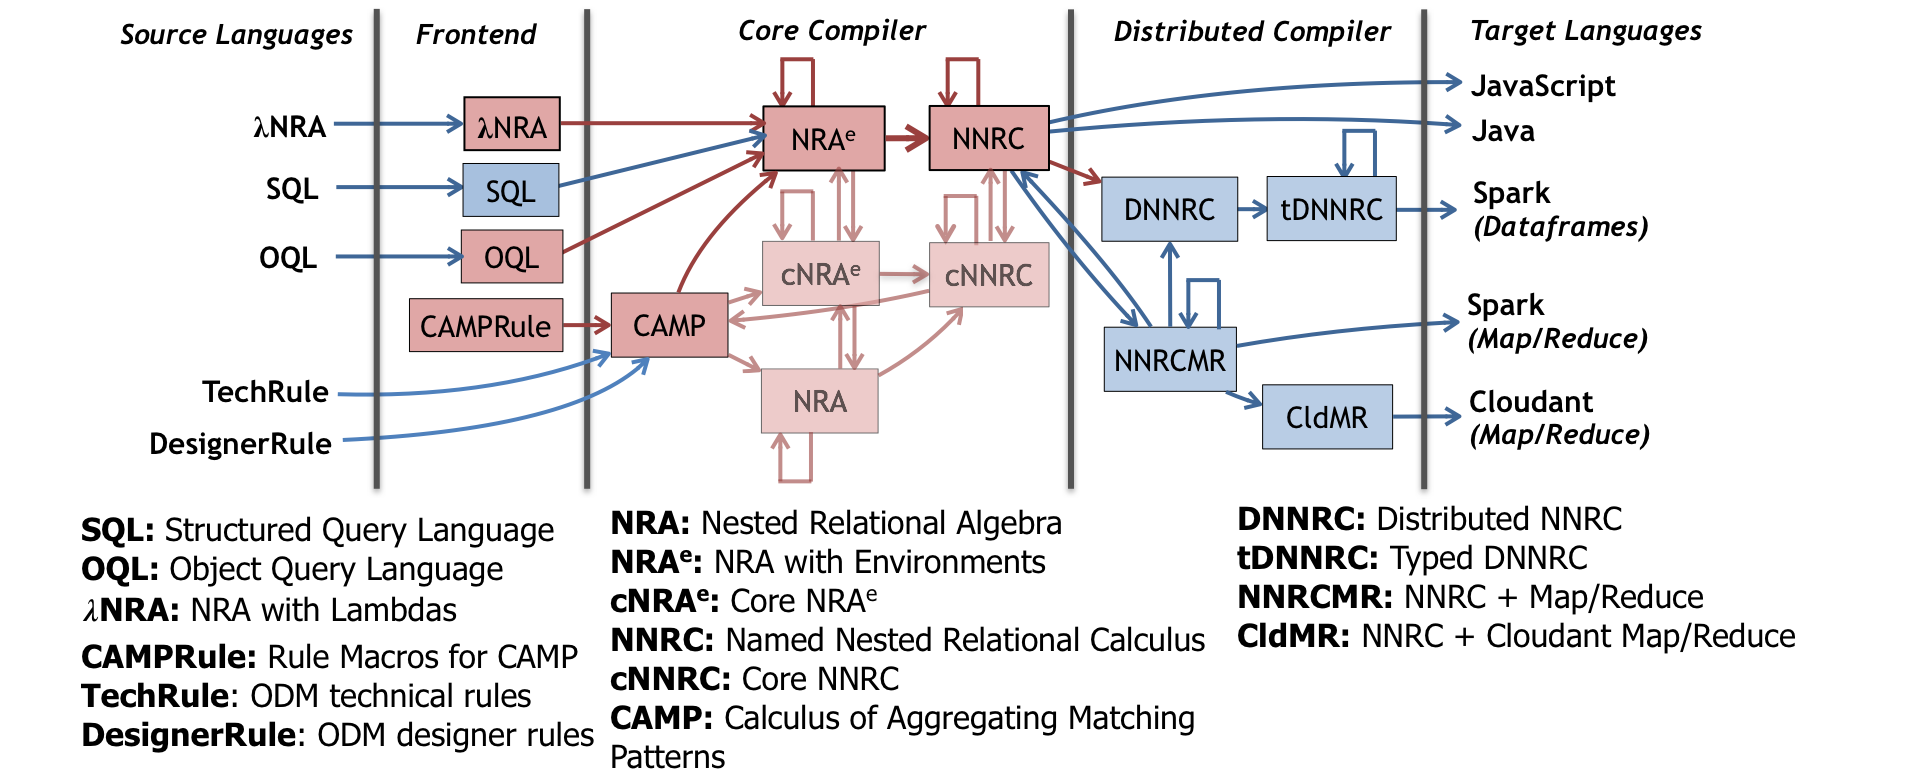 Source Languages
Frontend
Core Compiler
Distributed Compiler
Target Languages
λNRA
SQL
OQL
TechRule
DesignerRule
λNRA
SQL
OQL
CAMPRule
CAMP
NRAᵉ
NNRC
cNRAᵉ
cNNRC
NRA
DNNRC
tDNNRC
NNRCMR
CldMR
JavaScript
Java
Spark
(Dataframes)
Spark
(Map/Reduce)
Cloudant
(Map/Reduce)
SQL: Structured Query Language
OQL: Object Query Language
λNRA: NRA with Lambdas
CAMPRule: Rule Macros for CAMP
TechRule: ODM technical rules
DesignerRule: ODM designer rules
NRA: Nested Relational Algebra
NRAᵉ: NRA with Environments
cNRAᵉ: Core NRAᵉ
NNRC: Named Nested Relational Calculus
cNNRC: Core NNRC
CAMP: Calculus of Aggregating Matching
Patterns
DNNRC: Distributed NNRC
tDNNRC: Typed DNNRC
NNRCMR: NNRC + Map/Reduce
CldMR: NNRC + Cloudant Map/Reduce